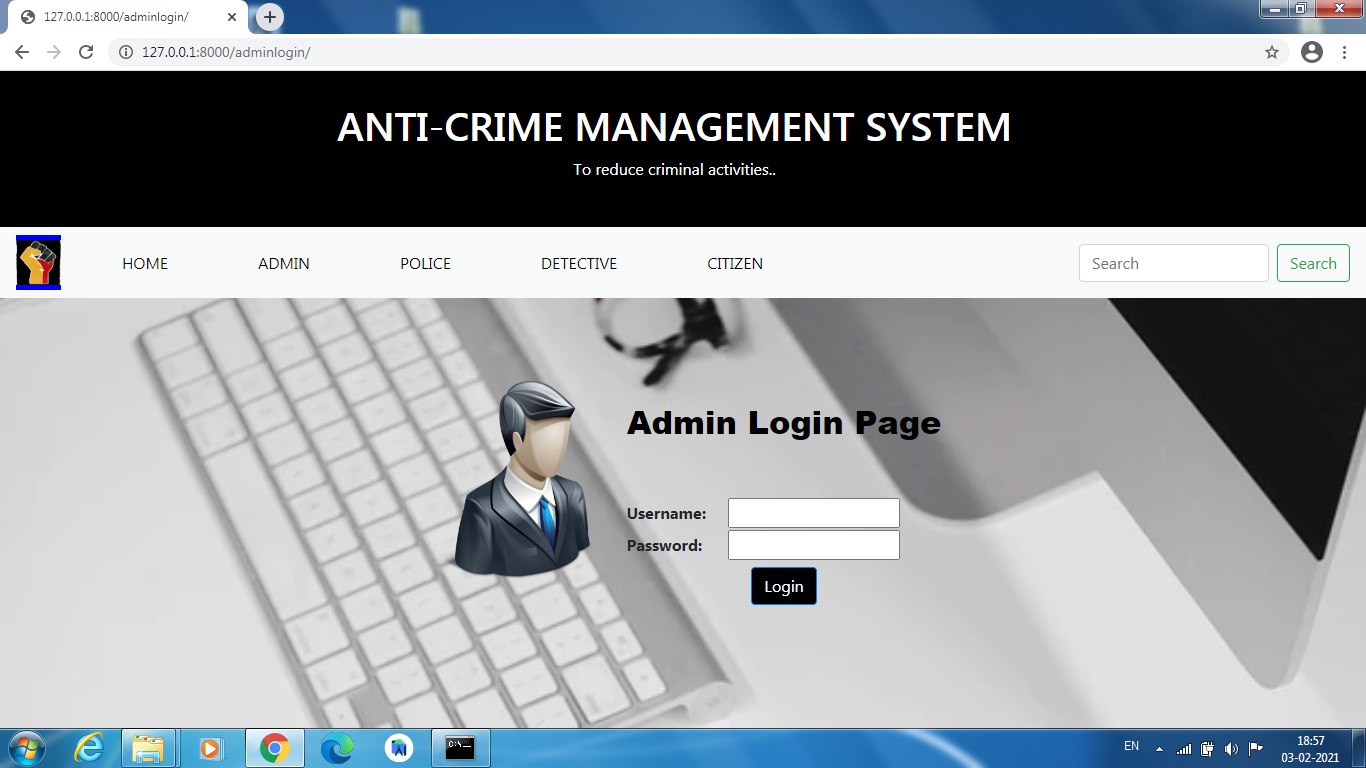 127.0.0.1:8000/adminlogin/
127.0.0.1:8000/adminlogin/
ANTI-CRIME MANAGEMENT SYSTEM
To reduce criminal activities..
HOME ADMIN POLICE DETECTIVE CITIZEN Search Search
Admin Login Page
Username:
Password:
Login
EN 18:57
03-02-2021